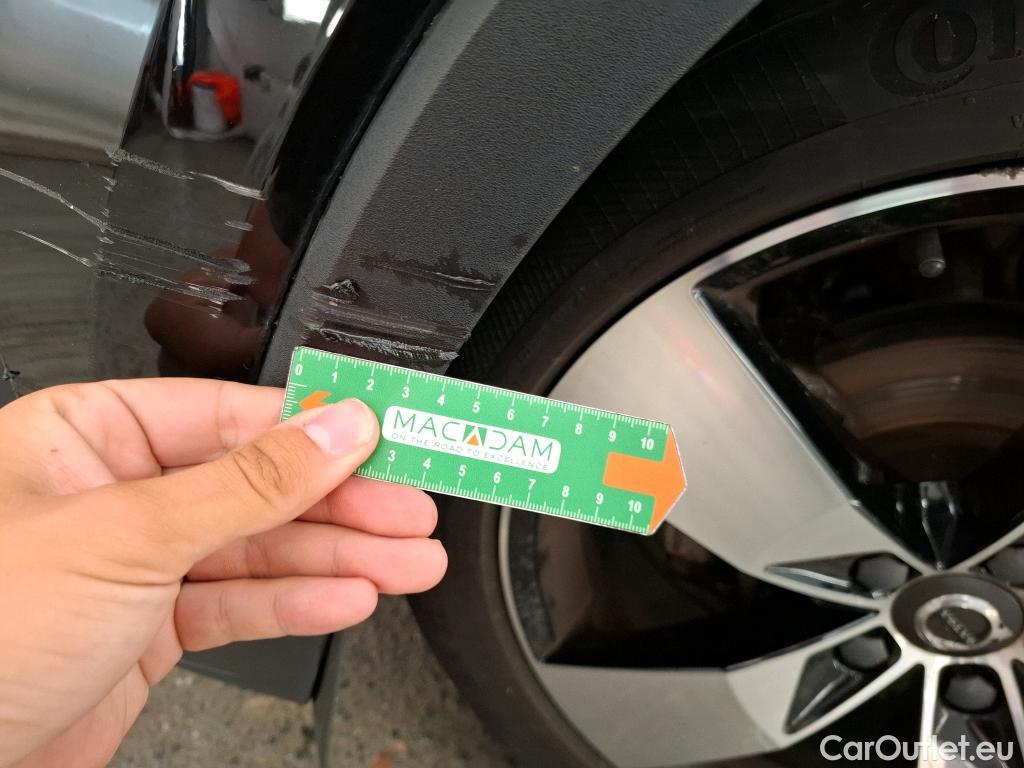 0 1 2 3 4 5 6 7 8 9 10
MACADAM
ON THE ROAD TO EXCELLENCE
3 4 5 6 7 8 9 10
VOLVO
CarOutlet.eu